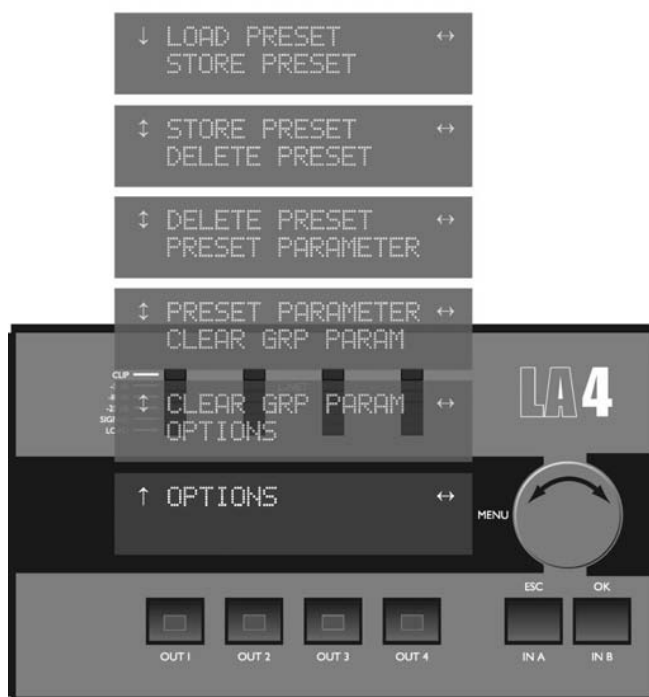 ↓ LOAD PRESET ↔
STORE PRESET
↕ STORE PRESET ↔
DELETE PRESET
↕ DELETE PRESET ↔
PRESET PARAMETER
↕ PRESET PARAMETER ↔
CLEAR GRP PARAM
CLIP
↕ CLEAR GRP PARAM ↔
OPTIONS
LA4
↑ OPTIONS ↔
MENU
ESC OK
OUT 1 OUT 2 OUT 3 OUT 4 IN A IN B